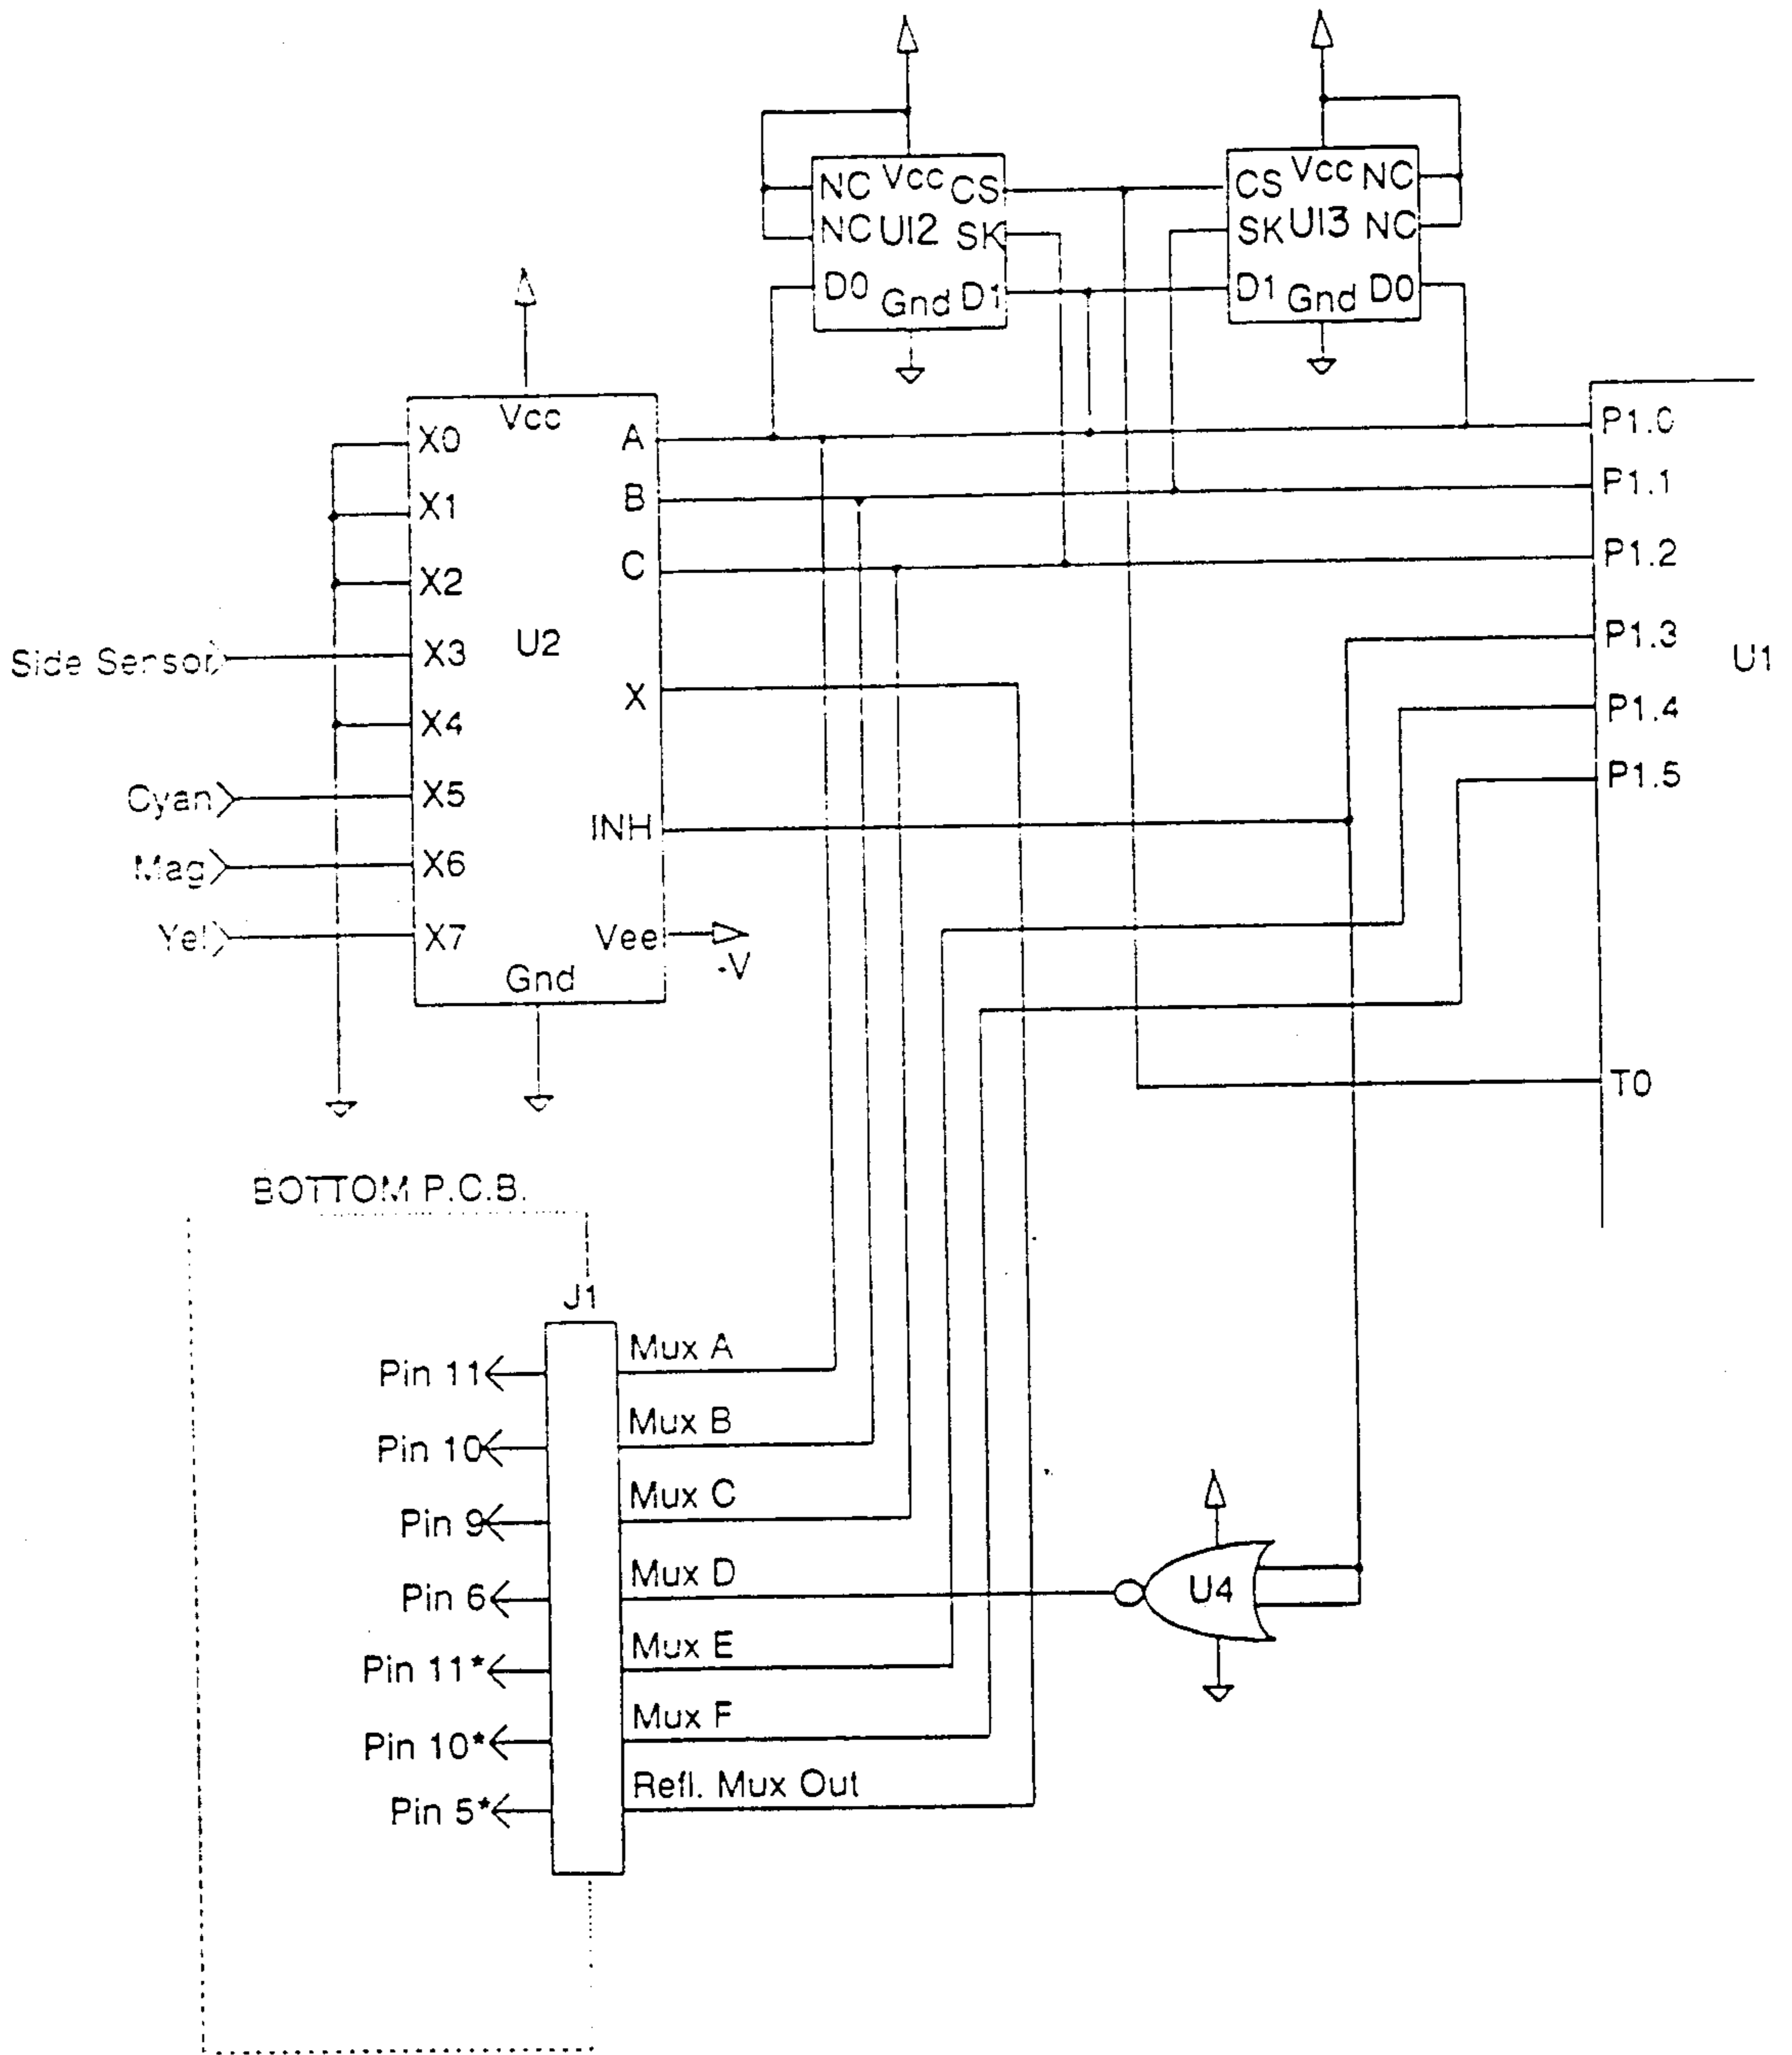 NC Vcc CS
NC U12 SK
D0 Gnd D1
CS Vcc NC
SK U13 NC
D1 Gnd D0
Vcc
X0
X1
X2
Side Sensor X3
X4
Cyan X5
Mag X6
Yel X7
U2
A
B
C
X
INH
Vee
-V
Gnd
P1.0
P1.1
P1.2
P1.3
P1.4
P1.5
T0
U1
BOTTOM P.C.B.
J1
Pin 11 Mux A
Pin 10 Mux B
Pin 9 Mux C
Pin 6 Mux D
Pin 11* Mux E
Pin 10* Mux F
Pin 5* Refl. Mux Out
U4